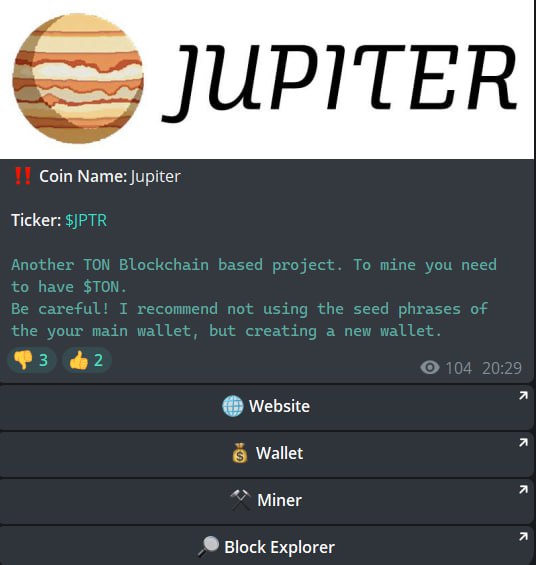 JUPITER
‼️ Coin Name: Jupiter
Ticker: $JPTR
Another TON Blockchain based project. To mine you need
to have $TON.
Be careful! I recommend not using the seed phrases of
the your main wallet, but creating a new wallet.
👎 3 👍 2
104 20:29
Website
Wallet
Miner
Block Explorer